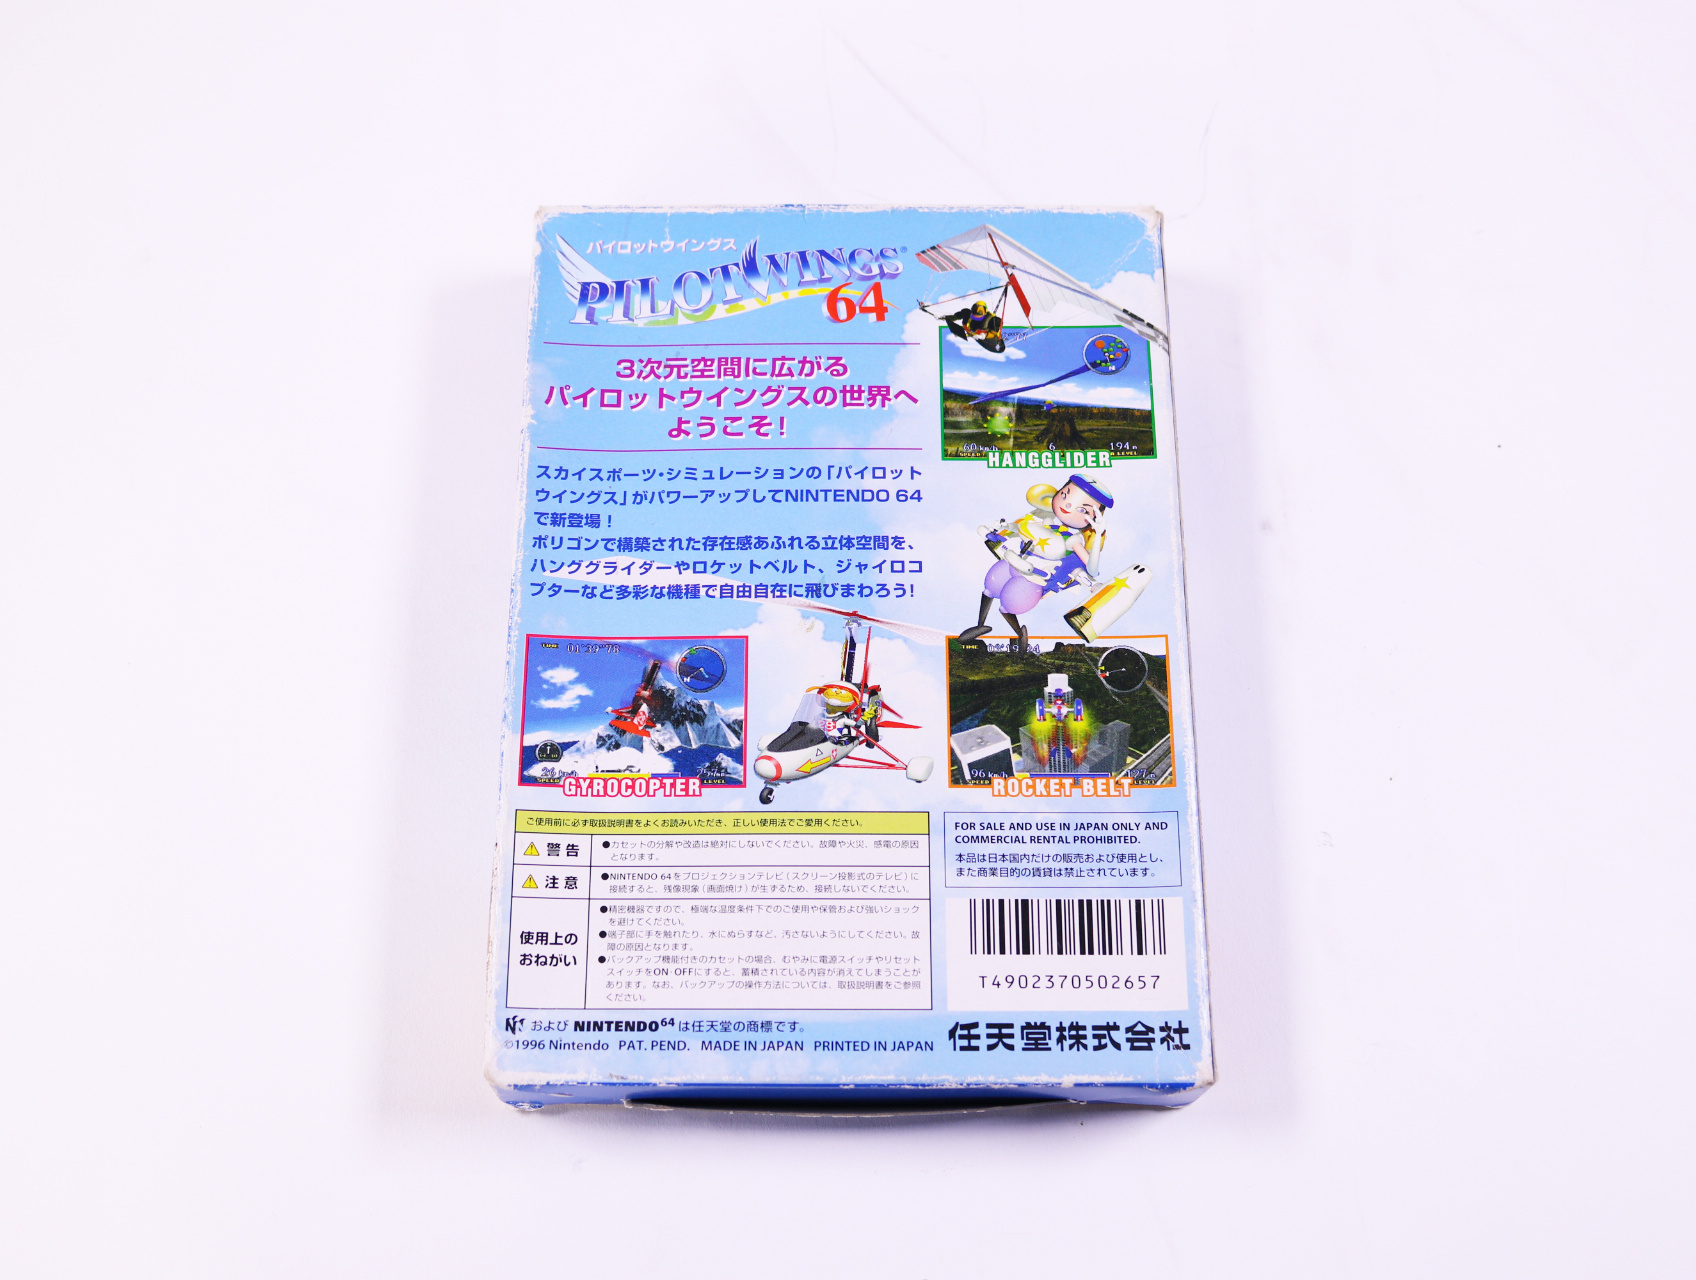 パイロットウイングス
PILOTWINGS®
64
3次元空間に広がる
パイロットウイングスの世界へ
ようこそ！
スカイスポーツ・シミュレーションの「パイロット
ウイングス」がパワーアップしてNINTENDO 64
で新登場！
ポリゴンで構築された存在感あふれる立体空間を、
ハンググライダーやロケットベルト、ジャイロコ
プターなど多彩な機種で自由自在に飛びまわろう！
60 km/h 6 194 m
SPEED LEVEL
HANGGLIDER
TIME 01'39"78
26 km/h
SPEED LEVEL
GYROCOPTER
TIME
96 km/h 127 m
SPEED LEVEL
ROCKET BELT
ご使用前に必ず取扱説明書をよくお読みいただき、正しい使用法でご愛用ください。
警告
●カセットの分解や改造は絶対にしないでください。故障や火災、感電の原因
となります。
注意
●NINTENDO 64をプロジェクションテレビ（スクリーン投影式のテレビ）に
接続すると、残像現象（画面焼け）が生ずるため、接続しないでください。
使用上の
おねがい
●精密機器ですので、極端な温度条件下でのご使用や保管および強いショック
を避けてください。
●端子部に手を触れたり、水にぬらすなど、汚さないようにしてください。故
障の原因となります。
●バックアップ機能付きのカセットの場合、むやみに電源スイッチやリセット
スイッチをON・OFFにすると、蓄積されている内容が消えてしまうことが
あります。なお、バックアップの操作方法については、取扱説明書をご参照
ください。
および NINTENDO64 は任天堂の商標です。
©1996 Nintendo PAT. PEND. MADE IN JAPAN PRINTED IN JAPAN
FOR SALE AND USE IN JAPAN ONLY AND
COMMERCIAL RENTAL PROHIBITED.
本品は日本国内だけの販売および使用とし、
また商業目的の賃貸は禁止されています。
T4902370502657
任天堂株式会社